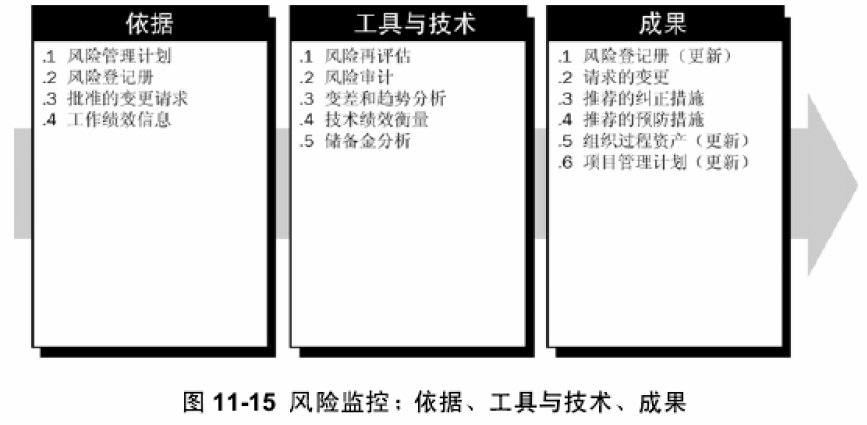 依据
.1 风险管理计划
.2 风险登记册
.3 批准的变更请求
.4 工作绩效信息
工具与技术
.1 风险再评估
.2 风险审计
.3 变差和趋势分析
.4 技术绩效衡量
.5 储备金分析
成果
.1 风险登记册（更新）
.2 请求的变更
.3 推荐的纠正措施
.4 推荐的预防措施
.5 组织过程资产（更新）
.6 项目管理计划（更新）
图 11-15 风险监控：依据、工具与技术、成果